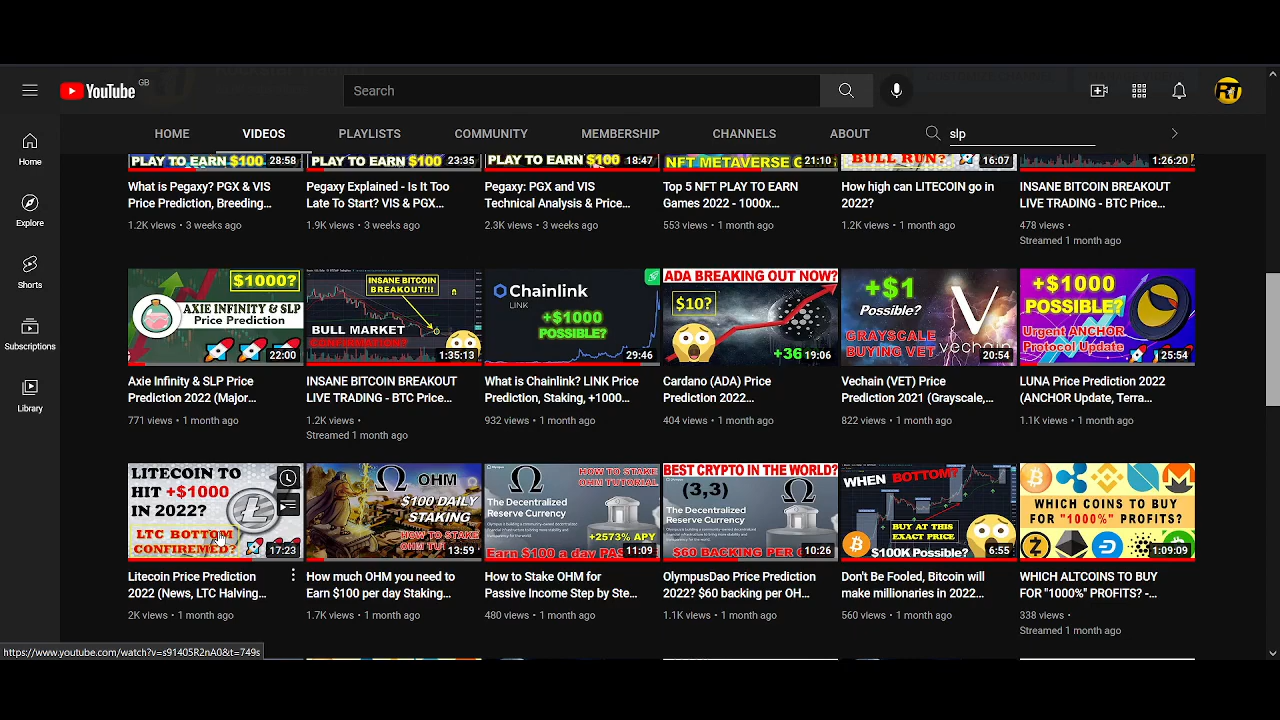 YouTube GB
Search
HOME VIDEOS PLAYLISTS COMMUNITY MEMBERSHIP CHANNELS ABOUT slp
Home
Explore
Shorts
Subscriptions
Library
PLAY TO EARN $100 28:58
PLAY TO EARN $100 23:35
PLAY TO EARN $100 18:47
NFT METAVERSE 21:10
BULL RUN? 16:07
1:26:20
What is Pegaxy? PGX & VIS
Price Prediction, Breeding...
1.2K views • 3 weeks ago
Pegaxy Explained - Is It Too
Late To Start? VIS & PGX...
1.9K views • 3 weeks ago
Pegaxy: PGX and VIS
Technical Analysis & Price...
2.3K views • 3 weeks ago
Top 5 NFT PLAY TO EARN
Games 2022 - 1000x...
553 views • 1 month ago
How high can LITECOIN go in
2022?
1.2K views • 1 month ago
INSANE BITCOIN BREAKOUT
LIVE TRADING - BTC Price...
478 views •
Streamed 1 month ago
$1000?
AXIE INFINITY & SLP
Price Prediction
22:00
Axie Infinity & SLP Price
Prediction 2022 (Major...
771 views • 1 month ago
INSANE BITCOIN
BREAKOUT!!!
BULL MARKET
CONFIRMATION?
1:35:13
INSANE BITCOIN BREAKOUT
LIVE TRADING - BTC Price...
1.2K views •
Streamed 1 month ago
Chainlink
LINK
+$1000
POSSIBLE?
29:46
What is Chainlink? LINK Price
Prediction, Staking, +1000...
932 views • 1 month ago
ADA BREAKING OUT NOW?
$10?
+36
19:06
Cardano (ADA) Price
Prediction 2022...
404 views • 1 month ago
+$1
Possible?
GRAYSCALE
BUYING VET
vechain
20:54
Vechain (VET) Price
Prediction 2021 (Grayscale,...
822 views • 1 month ago
+$1000
POSSIBLE?
Urgent ANCHOR
Protocol Update
25:54
LUNA Price Prediction 2022
(ANCHOR Update, Terra...
1.1K views • 1 month ago
LITECOIN TO
HIT +$1000
IN 2022?
LTC BOTTOM
CONFIREMED?
17:23
Litecoin Price Prediction
2022 (News, LTC Halving...
2K views • 1 month ago
OHM
$100 DAILY
STAKING
HOW TO STAKE
13:59
How much OHM you need to
Earn $100 per day Staking...
1.7K views • 1 month ago
HOW TO STAKE
OHM TUTORIAL
The Decentralized
Reserve Currency
+2573% APY
Earn $100 a day
11:09
How to Stake OHM for
Passive Income Step by Ste...
480 views • 1 month ago
BEST CRYPTO IN THE WORLD?
(3,3)
The Decentralized
Reserve Currency
$60 BACKING PER
10:26
OlympusDao Price Prediction
2022? $60 backing per OH...
1.1K views • 1 month ago
WHEN BOTTOM?
BUY AT THIS
EXACT PRICE
$100K Possible?
6:55
Don't Be Fooled, Bitcoin will
make millionaires in 2022...
560 views • 1 month ago
WHICH COINS TO BUY
FOR "1000%" PROFITS?
1:09:09
WHICH ALTCOINS TO BUY
FOR "1000%" PROFITS? -...
338 views •
Streamed 1 month ago
https://www.youtube.com/watch?v=s91405R2nA0&t=749s